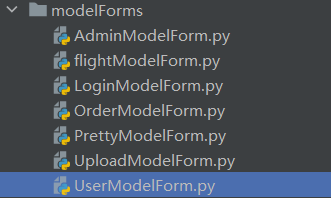 modelForms
AdminModelForm.py
flightModelForm.py
LoginModelForm.py
OrderModelForm.py
PrettyModelForm.py
UploadModelForm.py
UserModelForm.py